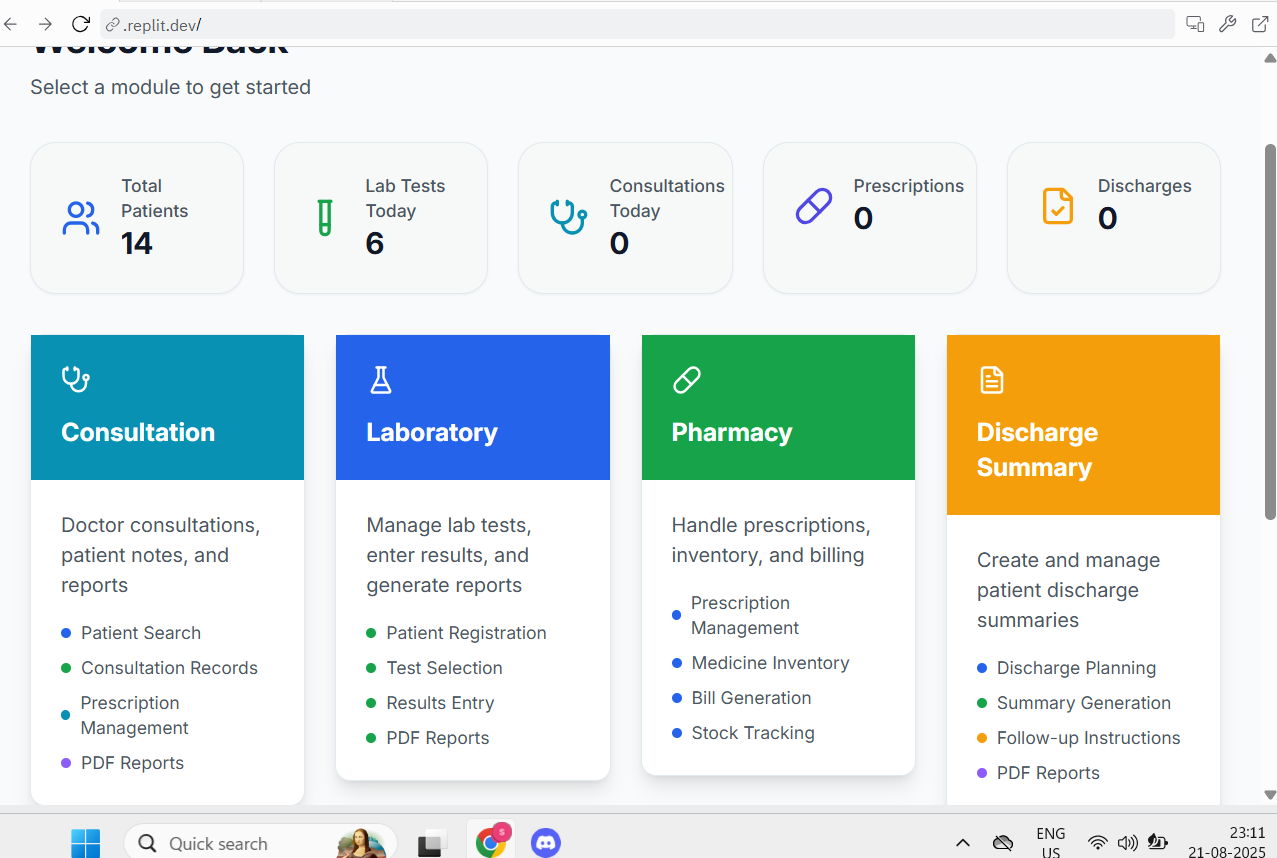 .replit.dev/
Welcome Back
Select a module to get started
Total
Patients
14
Lab Tests
Today
6
Consultations
Today
0
Prescriptions
0
Discharges
0
Consultation
Doctor consultations,
patient notes, and
reports
Patient Search
Consultation Records
Prescription
Management
PDF Reports
Laboratory
Manage lab tests,
enter results, and
generate reports
Patient Registration
Test Selection
Results Entry
PDF Reports
Pharmacy
Handle prescriptions,
inventory, and billing
Prescription
Management
Medicine Inventory
Bill Generation
Stock Tracking
Discharge
Summary
Create and manage
patient discharge
summaries
Discharge Planning
Summary Generation
Follow-up Instructions
PDF Reports
Quick search
S
ENG
US
23:11
21-08-2025